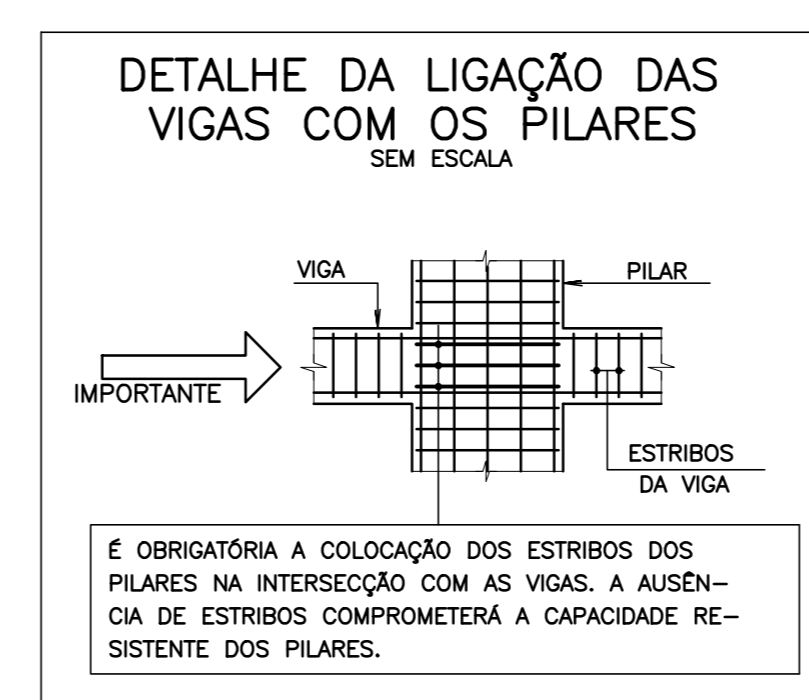 DETALHE DA LIGAÇÃO DAS
VIGAS COM OS PILARES
SEM ESCALA
VIGA
PILAR
IMPORTANTE
ESTRIBOS
DA VIGA
É OBRIGATÓRIA A COLOCAÇÃO DOS ESTRIBOS DOS
PILARES NA INTERSECÇÃO COM AS VIGAS. A AUSÊN-
CIA DE ESTRIBOS COMPROMETERÁ A CAPACIDADE RE-
SISTENTE DOS PILARES.